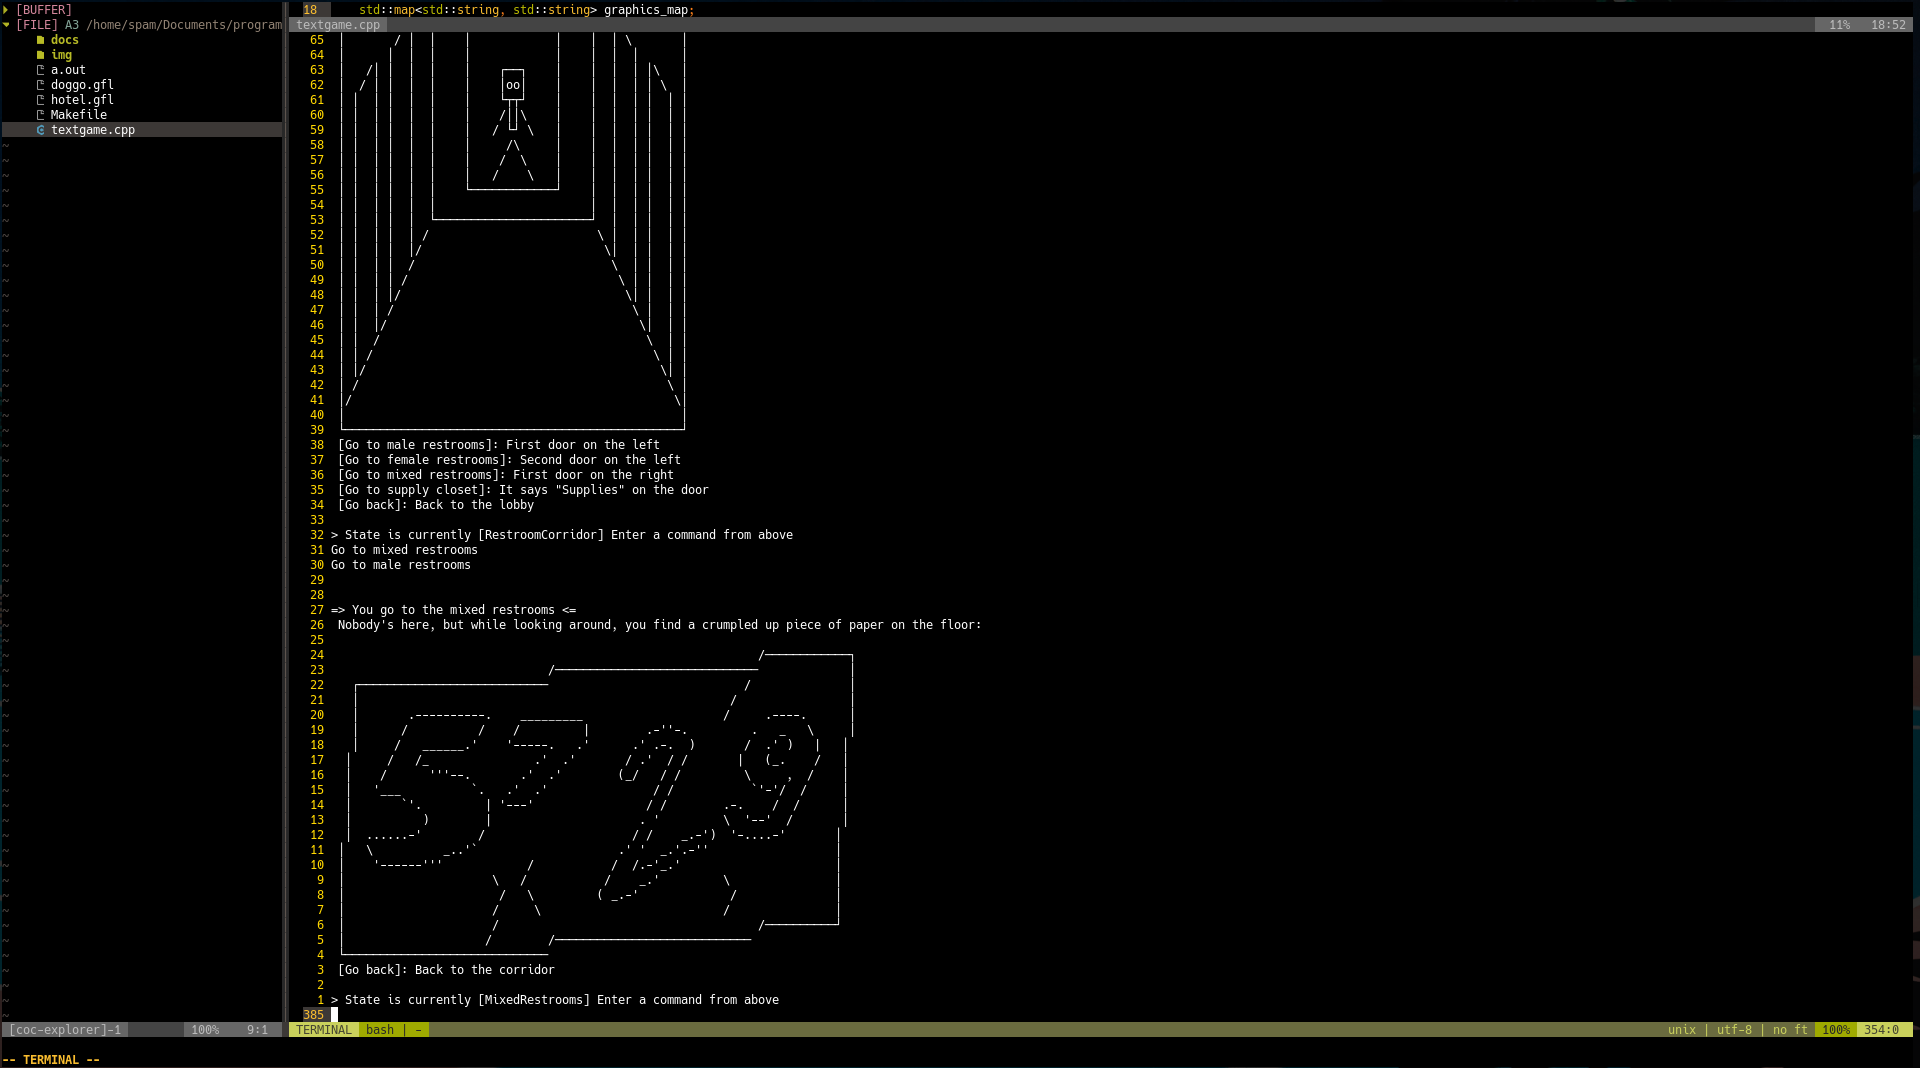 [BUFFER]
[FILE] A3 /home/spam/Documents/program
docs
img
a.out
doggo.gfl
hotel.gfl
Makefile
textgame.cpp
[coc-explorer]-1 100% 9:1
18 std::map<std::string, std::string> graphics_map;
textgame.cpp 11% 18:52
65
64
63
62 |oo|
61
60
59
58
57
56
55
54
53
52
51
50
49
48
47
46
45
44
43
42
41
40
39
38 [Go to male restrooms]: First door on the left
37 [Go to female restrooms]: Second door on the left
36 [Go to mixed restrooms]: First door on the right
35 [Go to supply closet]: It says "Supplies" on the door
34 [Go back]: Back to the lobby
33
32 > State is currently [RestroomCorridor] Enter a command from above
31 Go to mixed restrooms
30 Go to male restrooms
29
28
27 => You go to the mixed restrooms <=
26 Nobody's here, but while looking around, you find a crumpled up piece of paper on the floor:
25
24
23
22
21
20
19
18
17
16
15
14
13
12
11
10
9
8
7
6
5
4
3 [Go back]: Back to the corridor
2
1 > State is currently [MixedRestrooms] Enter a command from above
385
TERMINAL bash | - unix | utf-8 | no ft 100% 354:0
-- TERMINAL --